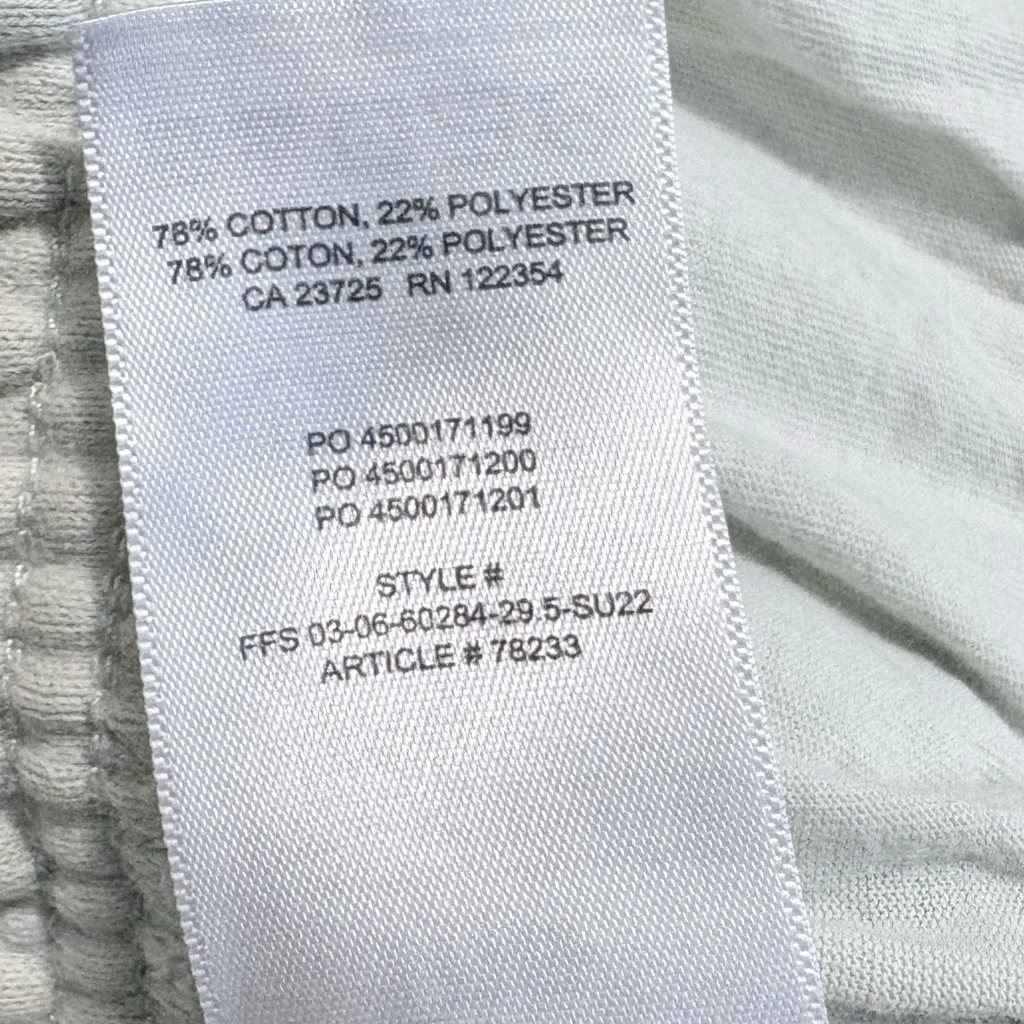 78% COTTON, 22% POLYESTER
78% COTON, 22% POLYESTER
CA 23725 RN 122354
PO 4500171199
PO 4500171200
PO 4500171201
STYLE #
FFS 03-06-60284-29.5-SU22
ARTICLE # 78233